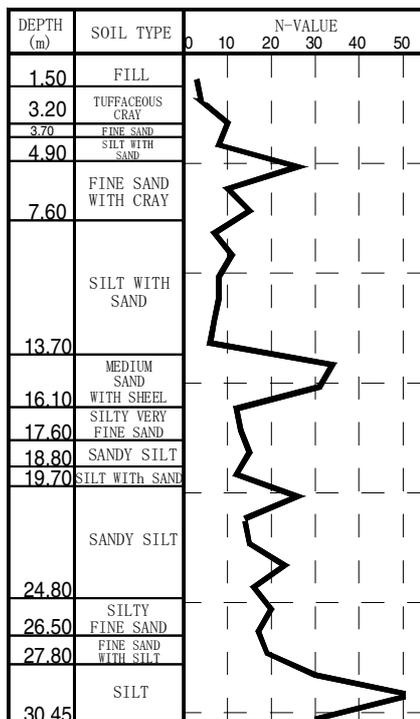 DEPTH
(m)
SOIL TYPE
N-VALUE
0 10 20 30 40 50
1.50 FILL
3.20 TUFFACEOUS
CRAY
3.70 FINE SAND
4.90 SILT WITH
SAND
7.60 FINE SAND
WITH CRAY
SILT WITH
SAND
13.70
MEDIUM
SAND
16.10 WITH SHEEL
SILTY VERY
17.60 FINE SAND
18.80 SANDY SILT
19.70 SILT WITh SAND
SANDY SILT
24.80
SILTY
26.50 FINE SAND
FINE SAND
27.80 WITH SILT
SILT
30.45